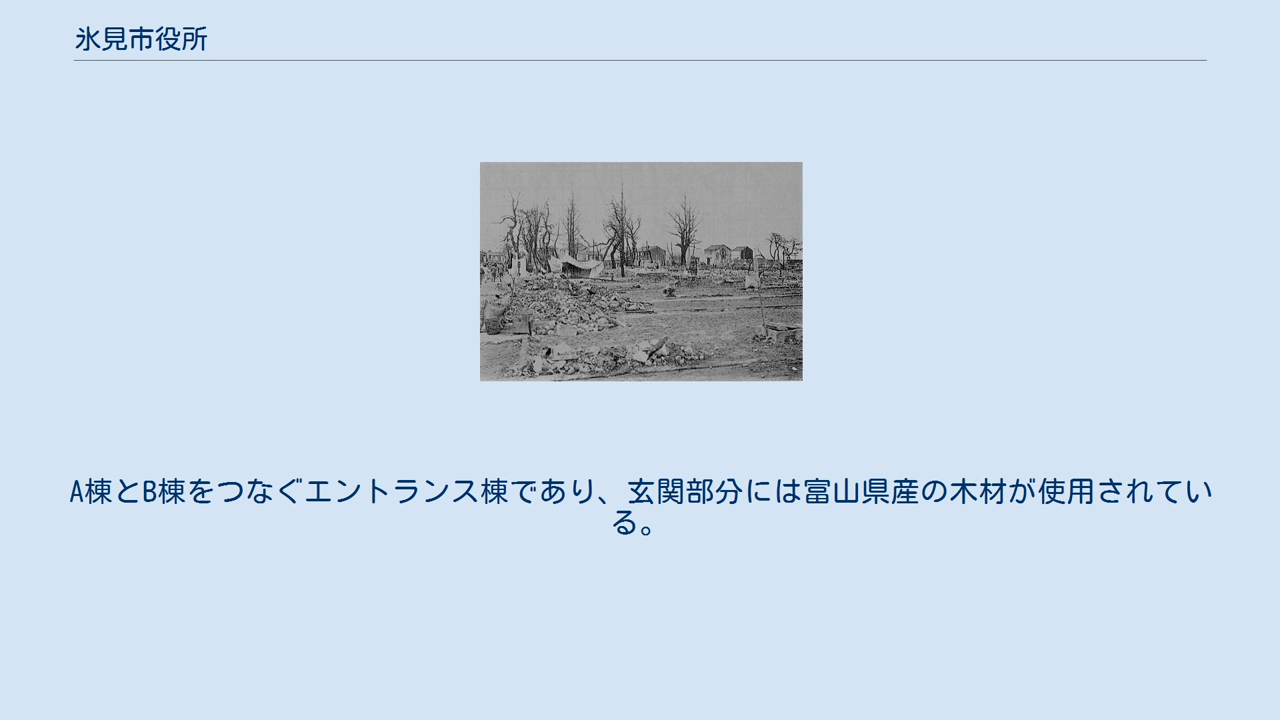 氷見市役所
A棟とB棟をつなぐエントランス棟であり、玄関部分には富山県産の木材が使用されてい
る。